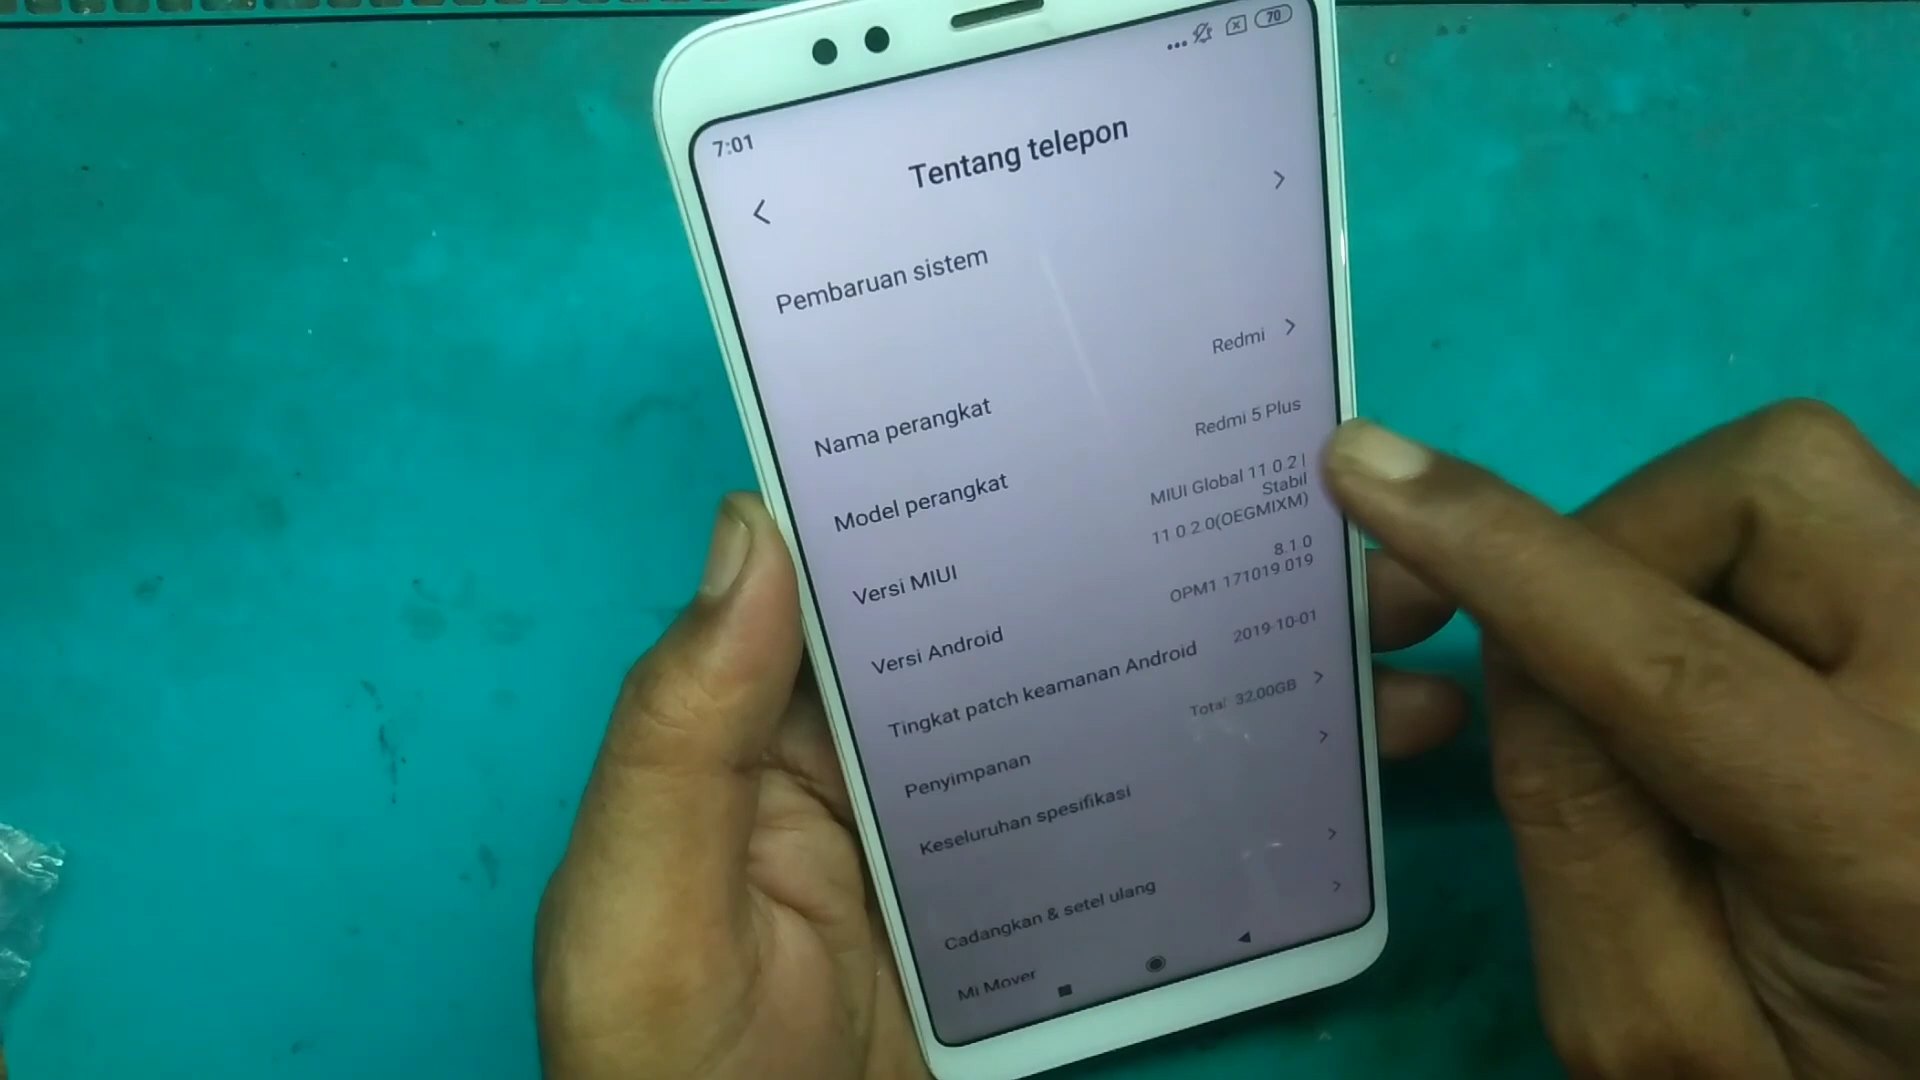 70
7:01
Tentang telepon
Pembaruan sistem
Nama perangkat
Redmi
Model perangkat
Redmi 5 Plus
Versi MIUI
MIUI Global 11.0.2 |
Stabil
11.0.2.0(OEGMIXM)
Versi Android
8.1.0
OPM1.171019.019
Tingkat patch keamanan Android
2019-10-01
Penyimpanan
Total: 32,00GB
Keseluruhan spesifikasi
Cadangkan & setel ulang
Mi Mover